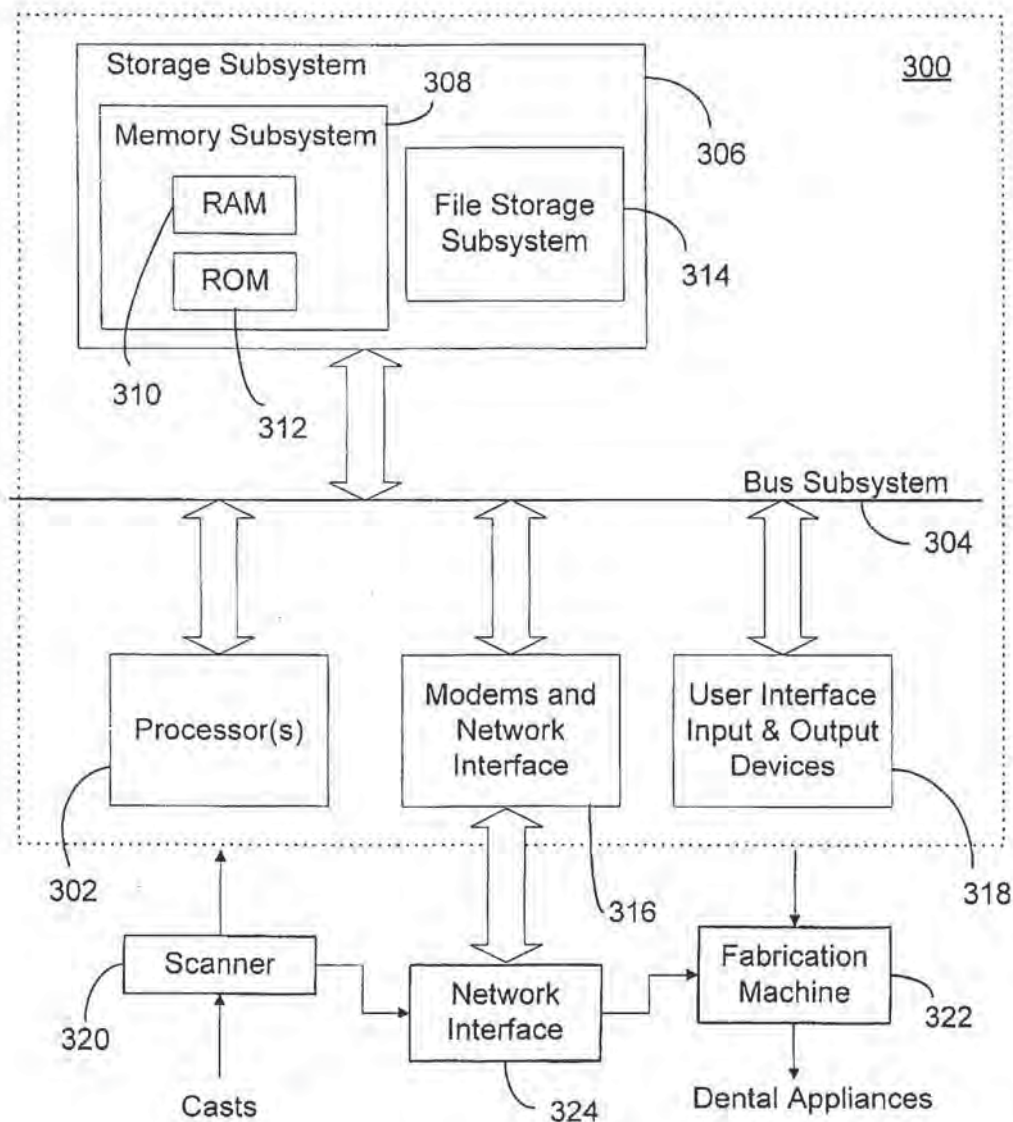 Storage Subsystem
300
308
Memory Subsystem
306
RAM
File Storage
Subsystem
ROM
314
310
312
Bus Subsystem
304
Processor(s)
Modems and
Network
Interface
User Interface
Input & Output
Devices
302
316
318
Scanner
Network
Interface
Fabrication
Machine
320
322
Casts
324
Dental Appliances